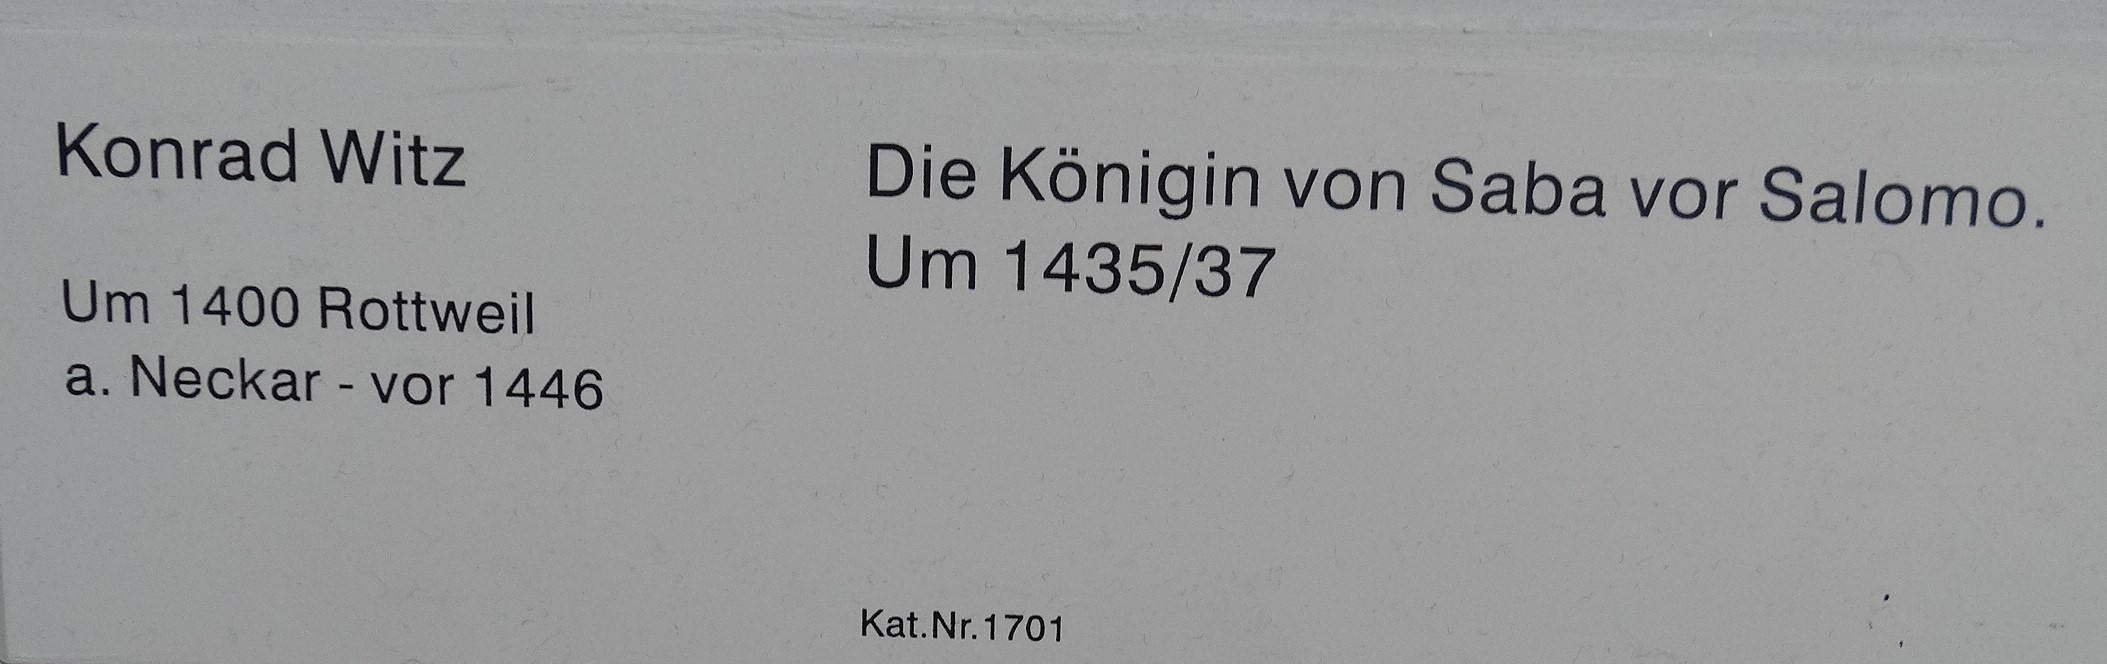 Konrad Witz
Um 1400 Rottweil
a. Neckar - vor 1446
Die Königin von Saba vor Salomo.
Um 1435/37
Kat.Nr.1701